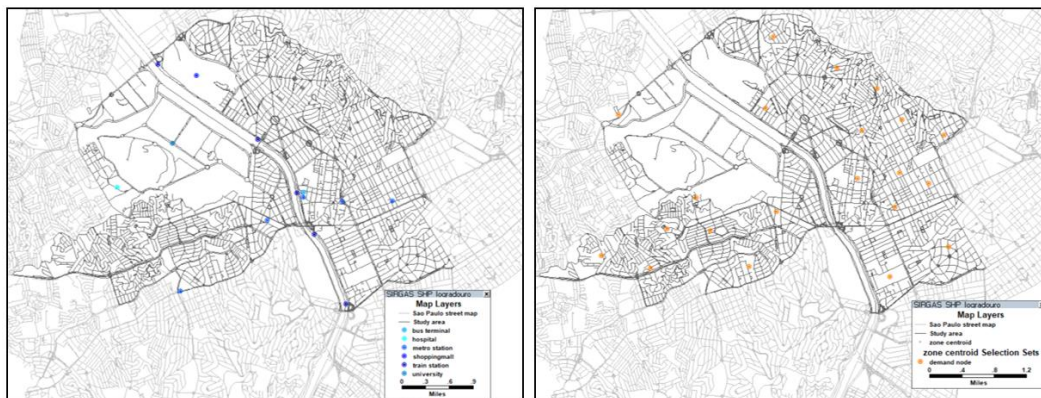 SIRGAS SHP logradouro
Map Layers
Sao Paulo street map
Study area
bus terminal
hospital
metro station
shoppingmall
train station
university
0 .3 .6 .9
Miles
SIRGAS SHP logradouro
Map Layers
Sao Paulo street map
Study area
zone centroid
zone centroid Selection Sets
demand node
0 .4 .8 1.2
Miles